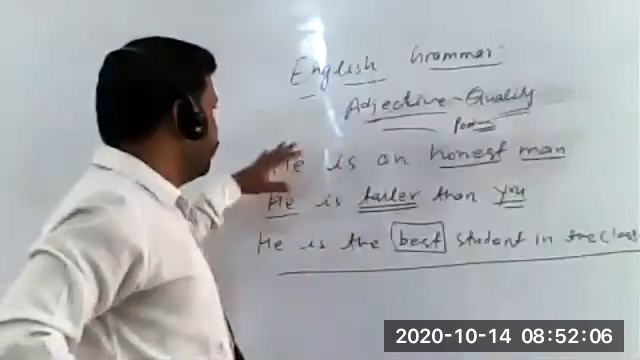 English Grammar
Adjective - Quality
He is on honest man
He is taller than you
He is the best student in the class
2020-10-14 08:52:06